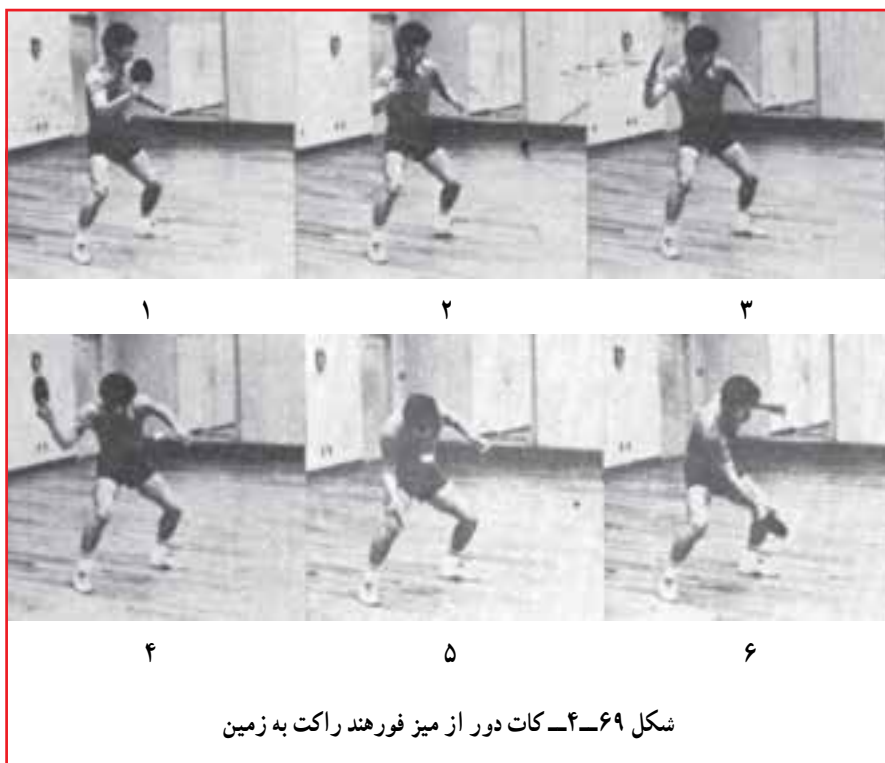 ۱ ۲ ۳
۴ ۵ ۶
شکل ۶۹ــ۴ــ کات دور از میز فورهند راکت به زمین